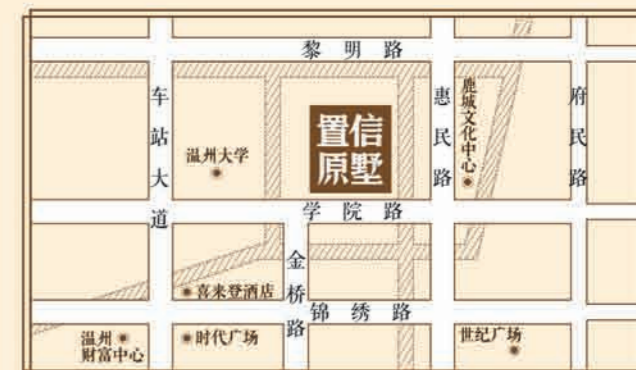 黎明路
车站大道
惠民路
鹿城文化中心
府民路
置信
原墅
温州大学
学院路
金桥路
喜来登酒店
锦绣路
温州
财富中心
时代广场
世纪广场